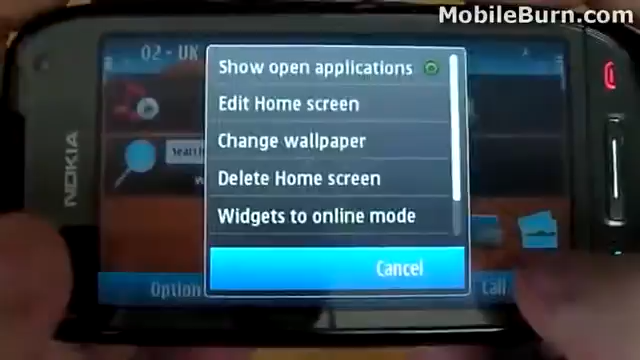 MobileBurn.com
O2 - UK
Show open applications
Edit Home screen
Change wallpaper
Delete Home screen
Widgets to online mode
Cancel
Option
Call
NOKIA